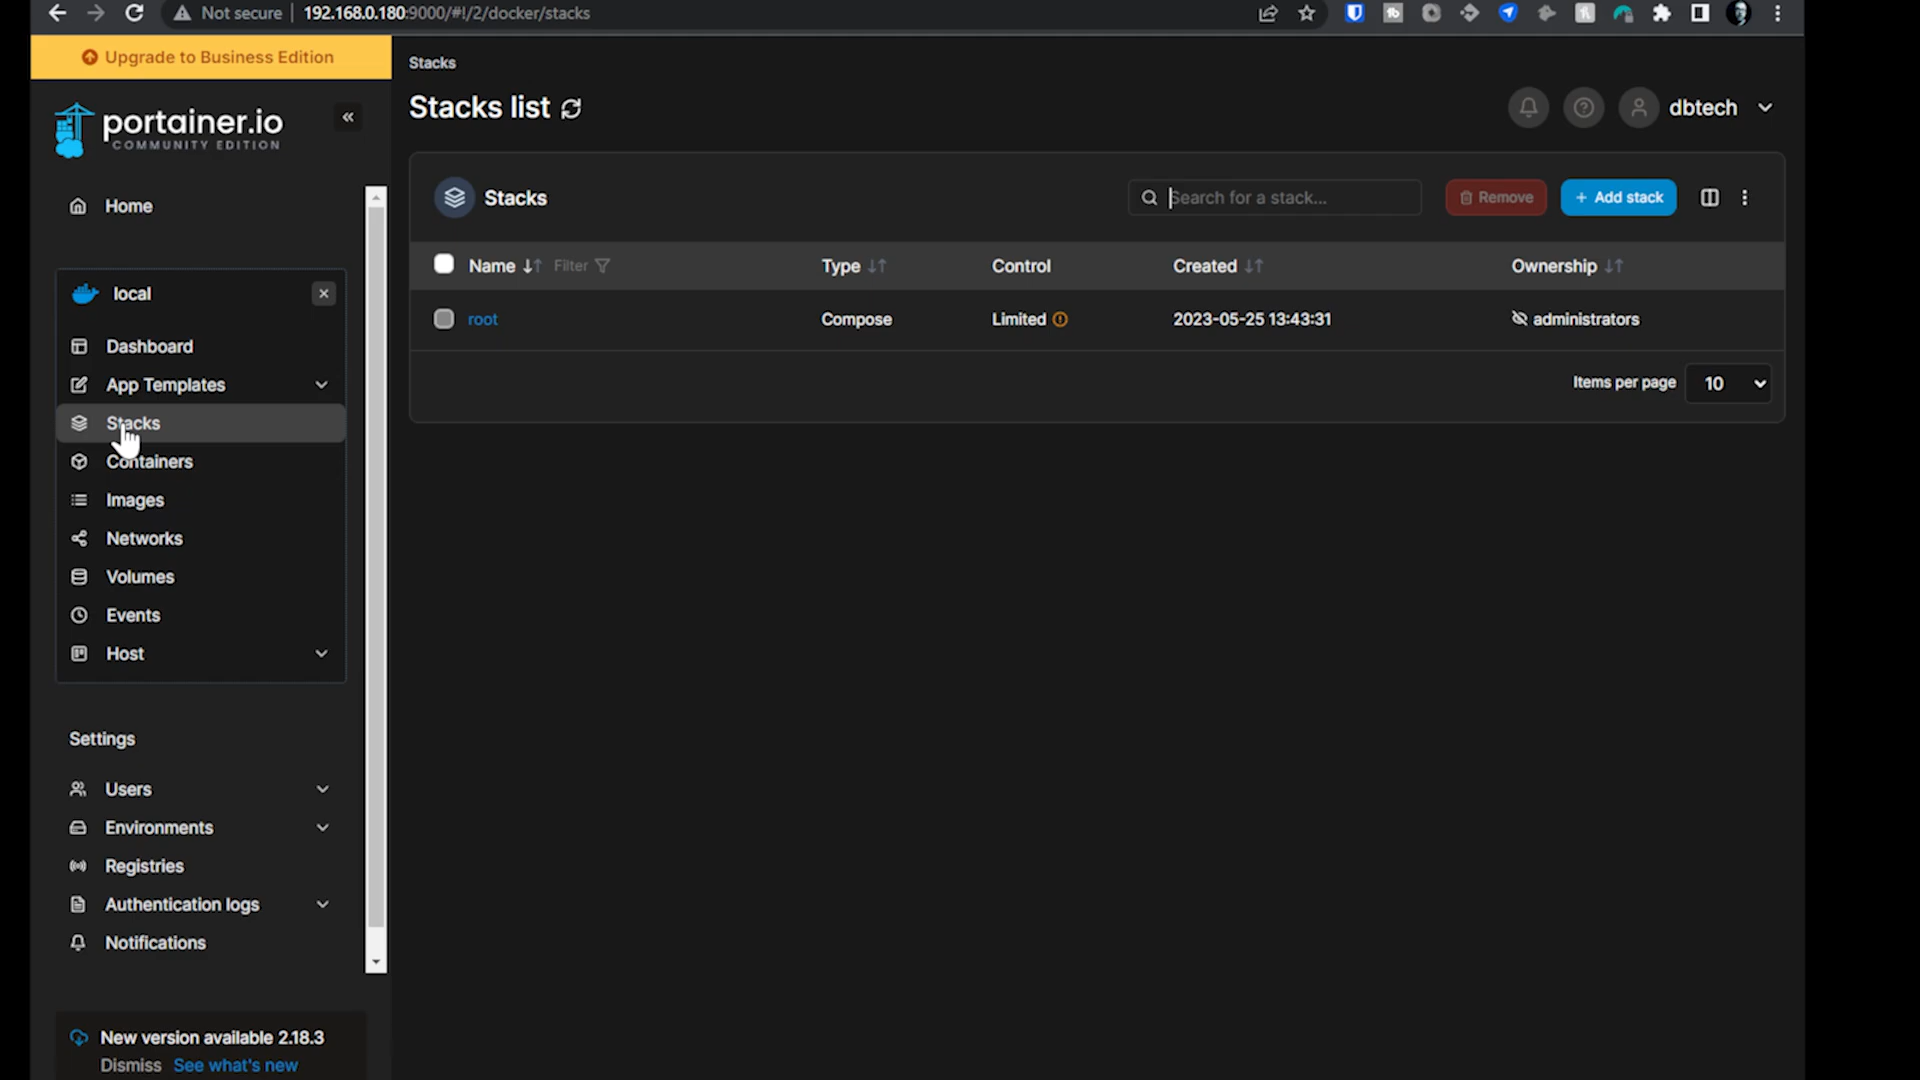 Not secure
192.168.0.180:9000/#!/2/docker/stacks
Upgrade to Business Edition
portainer.io
COMMUNITY EDITION
Home
local
Dashboard
App Templates
Stacks
Containers
Images
Networks
Volumes
Events
Host
Settings
Users
Environments
Registries
Authentication logs
Notifications
New version available 2.18.3
Dismiss See what's new
Stacks
Stacks list
dbtech
Stacks
Search for a stack...
Remove
+ Add stack
Name Filter Type Control Created Ownership
root Compose Limited 2023-05-25 13:43:31 administrators
Items per page 10